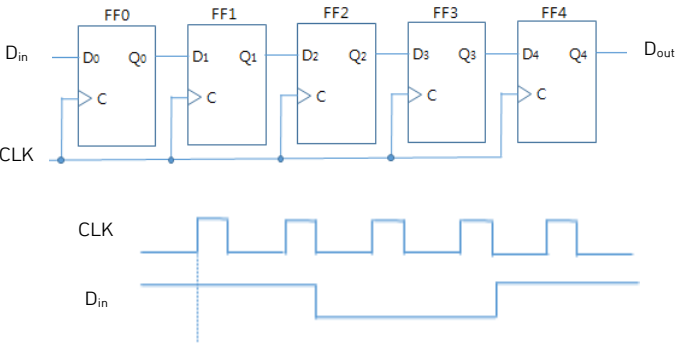 FF0 FF1 FF2 FF3 FF4
Din D0 Q0 D1 Q1 D2 Q2 D3 Q3 D4 Q4 Dout
C C C C C
CLK
CLK
Din